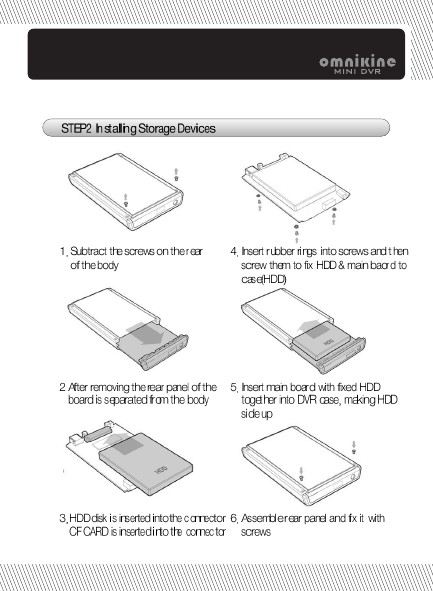 omnikine
MINI DVR
STEP2 Installing Storage Devices
1, Subtract the screws on the rear
of the body
4, Insert rubber rings into screws and then
screw them to fix HDD & main baord to
case(HDD)
HDD
2 After removing the rear panel of the
board is separated from the body
5, Insert main board with fixed HDD
together into DVR case, making HDD
side up
HDD
3, HDD disk is inserted into the connector
CF CARD is inserted into the connector
6, Assemble rear panel and fix it with
screws